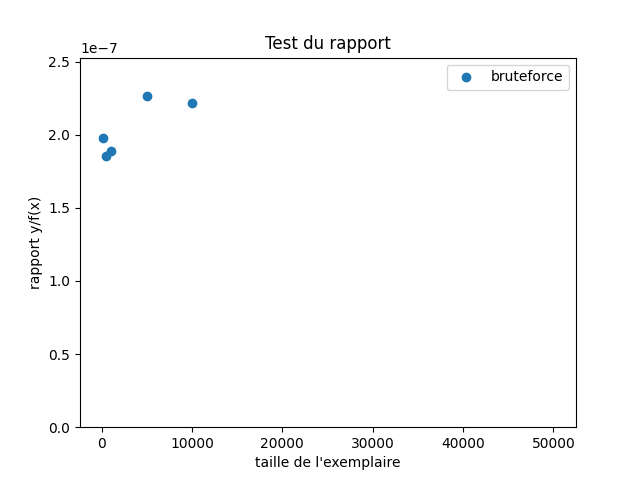 Test du rapport
1e−7
2.5
2.0
1.5
1.0
0.5
0.0
rapport y/f(x)
bruteforce
0 10000 20000 30000 40000 50000
taille de l'exemplaire